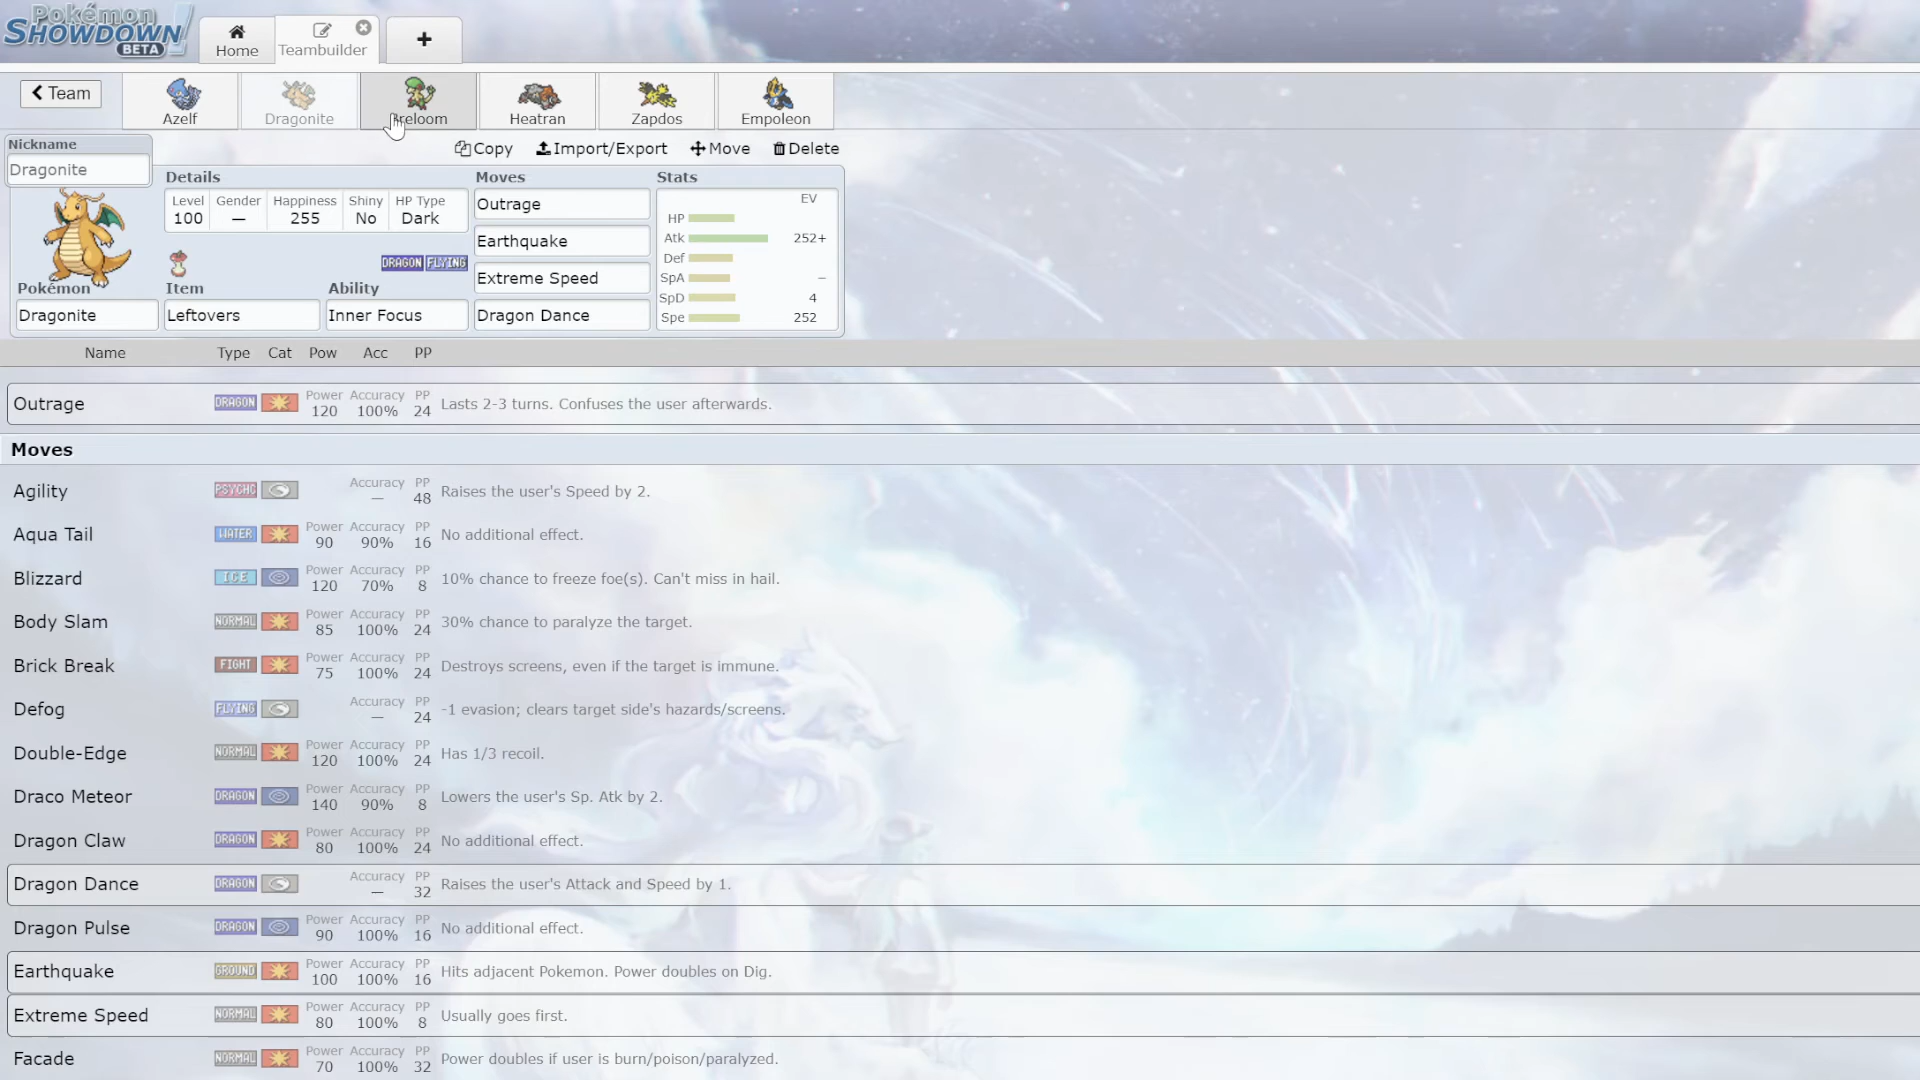 Pokémon
SHOWDOWN!
BETA
Home
Teambuilder
+
Team
Azelf
Dragonite
Breloom
Heatran
Zapdos
Empoleon
Copy
Import/Export
Move
Delete
Nickname
Dragonite
Details
Level
100
Gender
—
Happiness
255
Shiny
No
HP Type
Dark
DRAGON FLYING
Pokémon
Dragonite
Item
Leftovers
Ability
Inner Focus
Moves
Outrage
Earthquake
Extreme Speed
Dragon Dance
Stats
EV
HP
Atk 252+
Def
SpA –
SpD 4
Spe 252
Name Type Cat Pow Acc PP
Outrage DRAGON Power 120 Accuracy 100% PP 24 Lasts 2-3 turns. Confuses the user afterwards.
Moves
Agility PSYCHC Accuracy — PP 48 Raises the user's Speed by 2.
Aqua Tail WATER Power 90 Accuracy 90% PP 16 No additional effect.
Blizzard ICE Power 120 Accuracy 70% PP 8 10% chance to freeze foe(s). Can't miss in hail.
Body Slam NORMAL Power 85 Accuracy 100% PP 24 30% chance to paralyze the target.
Brick Break FIGHT Power 75 Accuracy 100% PP 24 Destroys screens, even if the target is immune.
Defog FLYING Accuracy — PP 24 -1 evasion; clears target side's hazards/screens.
Double-Edge NORMAL Power 120 Accuracy 100% PP 24 Has 1/3 recoil.
Draco Meteor DRAGON Power 140 Accuracy 90% PP 8 Lowers the user's Sp. Atk by 2.
Dragon Claw DRAGON Power 80 Accuracy 100% PP 24 No additional effect.
Dragon Dance DRAGON Accuracy — PP 32 Raises the user's Attack and Speed by 1.
Dragon Pulse DRAGON Power 90 Accuracy 100% PP 16 No additional effect.
Earthquake GROUND Power 100 Accuracy 100% PP 16 Hits adjacent Pokemon. Power doubles on Dig.
Extreme Speed NORMAL Power 80 Accuracy 100% PP 8 Usually goes first.
Facade NORMAL Power 70 Accuracy 100% PP 32 Power doubles if user is burn/poison/paralyzed.